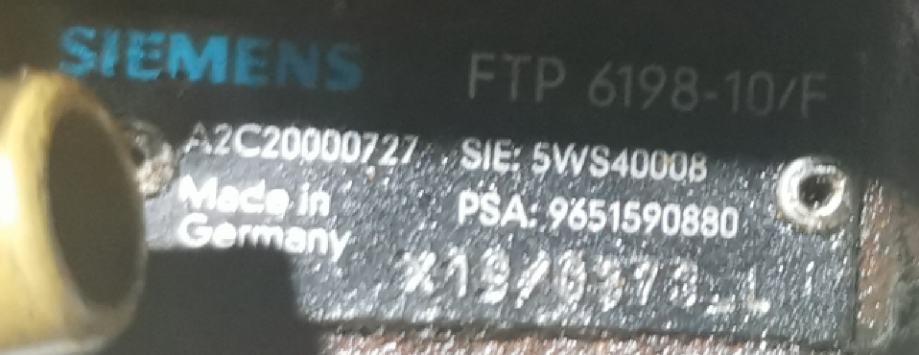 SIEMENS FTP 6198-10/F
A2C20000727 SIE: 5WS40008
Made in PSA: 9651590880
Germany